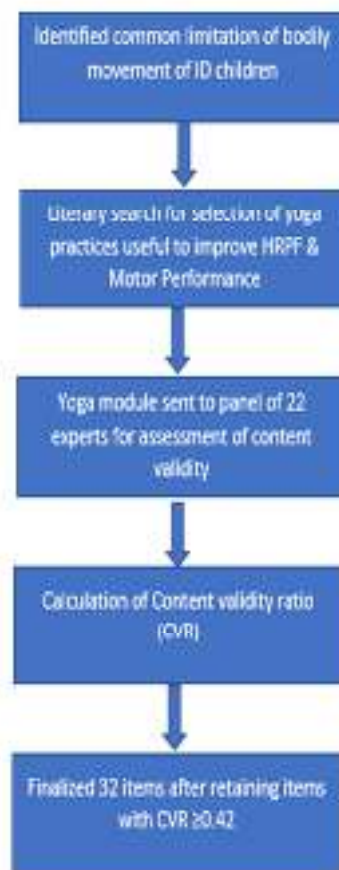 Identified common limitation of bodily
movement of ID children
Literary search for selection of yoga
practices useful to improve HRPF &
Motor Performance
Yoga module sent to panel of 22
experts for assessment of content
validity
Calculation of Content validity ratio
(CVR)
Finalized 32 items after retaining items
with CVR ≥0.42